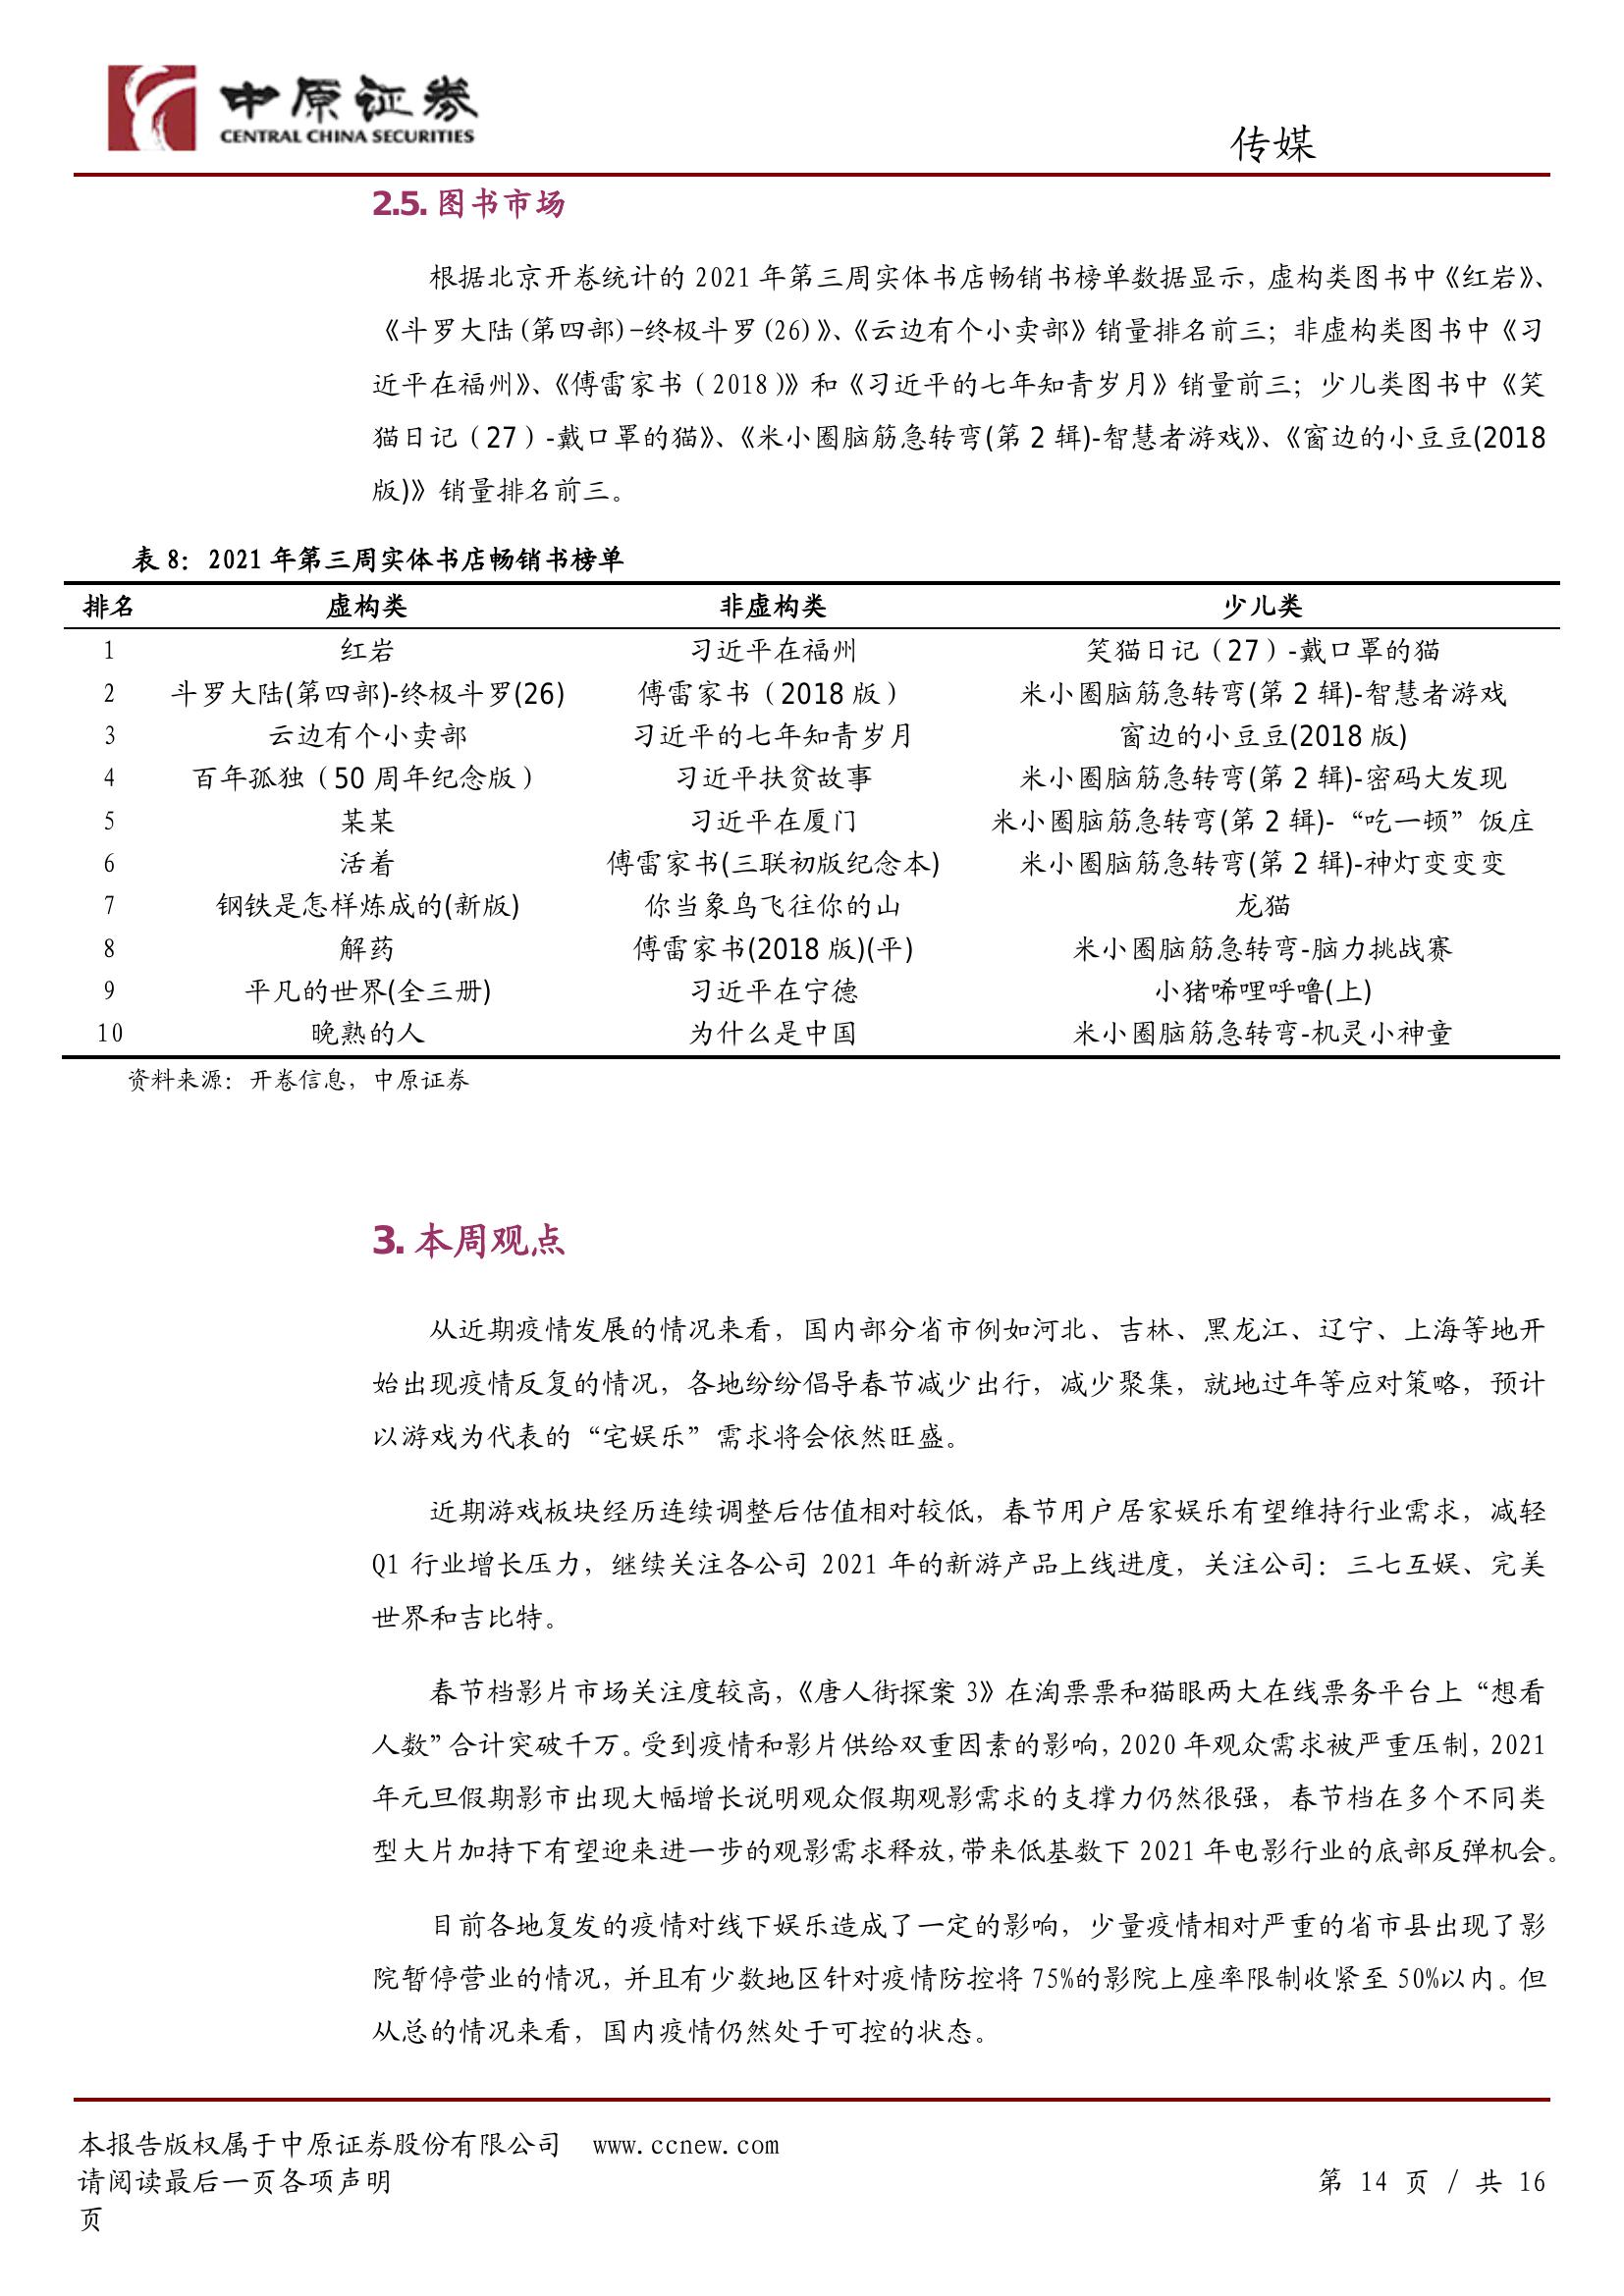 中原证券
CENTRAL CHINA SECURITIES
传媒
2.5. 图书市场
根据北京开卷统计的 2021 年第三周实体书店畅销书榜单数据显示，虚构类图书中《红岩》、
《斗罗大陆(第四部)-终极斗罗(26)》、《云边有个小卖部》销量排名前三；非虚构类图书中《习
近平在福州》、《傅雷家书（2018）》和《习近平的七年知青岁月》销量前三；少儿类图书中《笑
猫日记（27）-戴口罩的猫》、《米小圈脑筋急转弯(第 2 辑)-智慧者游戏》、《窗边的小豆豆(2018
版)》销量排名前三。
表 8：2021 年第三周实体书店畅销书榜单
排名 虚构类 非虚构类 少儿类
1 红岩 习近平在福州 笑猫日记（27）-戴口罩的猫
2 斗罗大陆(第四部)-终极斗罗(26) 傅雷家书（2018 版） 米小圈脑筋急转弯(第 2 辑)-智慧者游戏
3 云边有个小卖部 习近平的七年知青岁月 窗边的小豆豆(2018 版)
4 百年孤独（50 周年纪念版） 习近平扶贫故事 米小圈脑筋急转弯(第 2 辑)-密码大发现
5 某某 习近平在厦门 米小圈脑筋急转弯(第 2 辑)-“吃一顿”饭庄
6 活着 傅雷家书(三联初版纪念本) 米小圈脑筋急转弯(第 2 辑)-神灯变变变
7 钢铁是怎样炼成的(新版) 你当象鸟飞往你的山 龙猫
8 解药 傅雷家书(2018 版)(平) 米小圈脑筋急转弯-脑力挑战赛
9 平凡的世界(全三册) 习近平在宁德 小猪唏哩呼噜(上)
10 晚熟的人 为什么是中国 米小圈脑筋急转弯-机灵小神童
资料来源：开卷信息，中原证券
3. 本周观点
从近期疫情发展的情况来看，国内部分省市例如河北、吉林、黑龙江、辽宁、上海等地开
始出现疫情反复的情况，各地纷纷倡导春节减少出行，减少聚集，就地过年等应对策略，预计
以游戏为代表的“宅娱乐”需求将会依然旺盛。
近期游戏板块经历连续调整后估值相对较低，春节用户居家娱乐有望维持行业需求，减轻
Q1 行业增长压力，继续关注各公司 2021 年的新游产品上线进度，关注公司：三七互娱、完美
世界和吉比特。
春节档影片市场关注度较高，《唐人街探案 3》在淘票票和猫眼两大在线票务平台上“想看
人数”合计突破千万。受到疫情和影片供给双重因素的影响，2020 年观众需求被严重压制，2021
年元旦假期影市出现大幅增长说明观众假期观影需求的支撑力仍然很强，春节档在多个不同类
型大片加持下有望迎来进一步的观影需求释放，带来低基数下 2021 年电影行业的底部反弹机会。
目前各地复发的疫情对线下娱乐造成了一定的影响，少量疫情相对严重的省市县出现了影
院暂停营业的情况，并且有少数地区针对疫情防控将 75%的影院上座率限制收紧至 50%以内。但
从总的情况来看，国内疫情仍然处于可控的状态。
本报告版权属于中原证券股份有限公司 www.ccnew.com
请阅读最后一页各项声明 第 14 页 / 共 16
页